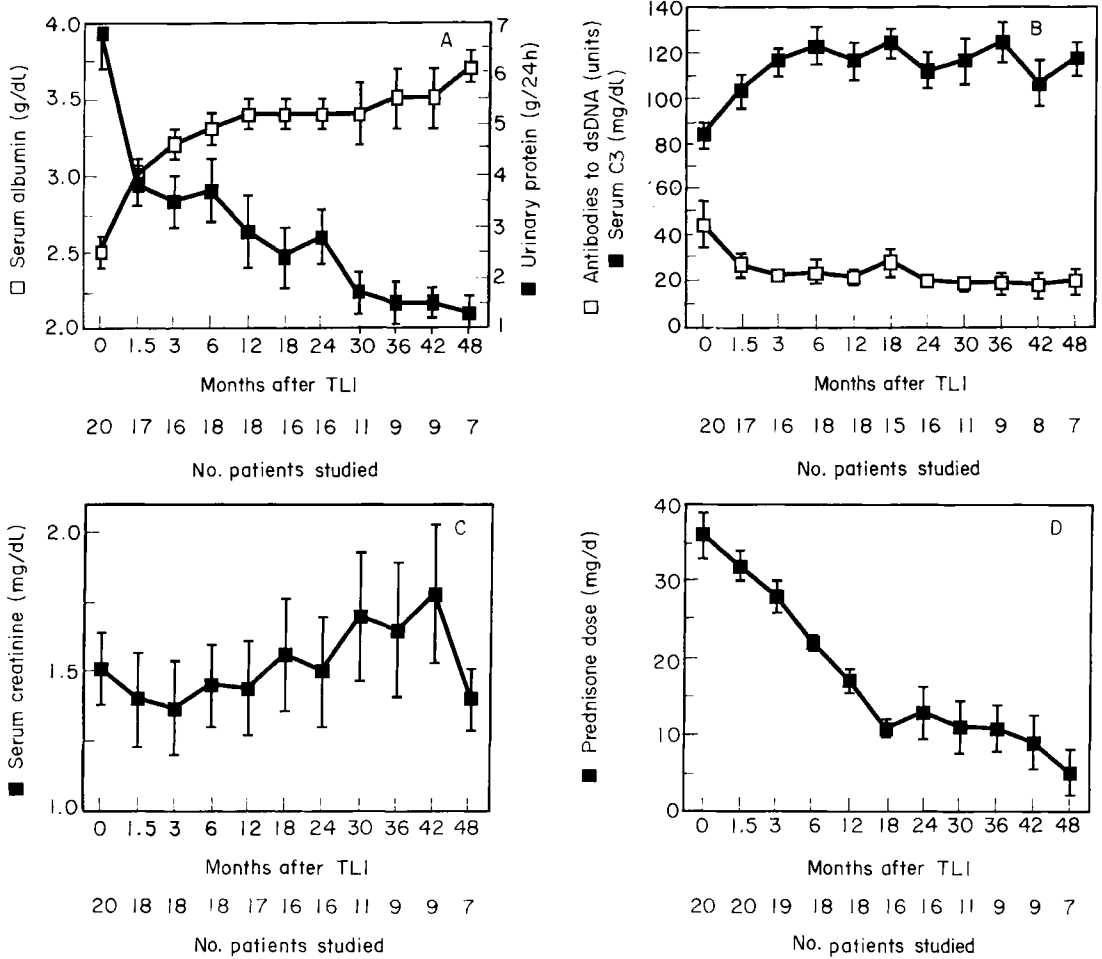 A
□ Serum albumin (g/dl)
■ Urinary protein (g/24h)
4.0
3.5
3.0
2.5
2.0
7
6
5
4
3
2
1
0 1.5 3 6 12 18 24 30 36 42 48
Months after TLI
20 17 16 18 18 16 16 11 9 9 7
No. patients studied
B
□ Antibodies to dsDNA (units)
■ Serum C3 (mg/dl)
140
120
100
80
60
40
20
0
0 1.5 3 6 12 18 24 30 36 42 48
Months after TLI
20 17 16 18 18 15 16 11 9 8 7
No. patients studied
C
■ Serum creatinine (mg/dL)
2.0
1.5
1.0
0 1.5 3 6 12 18 24 30 36 42 48
Months after TLI
20 18 18 18 17 16 16 11 9 9 7
No. patients studied
D
■ Prednisone dose (mg/d)
40
30
20
10
0
0 1.5 3 6 12 18 24 30 36 42 48
Months after TLI
20 20 19 18 18 16 16 11 9 9 7
No. patients studied